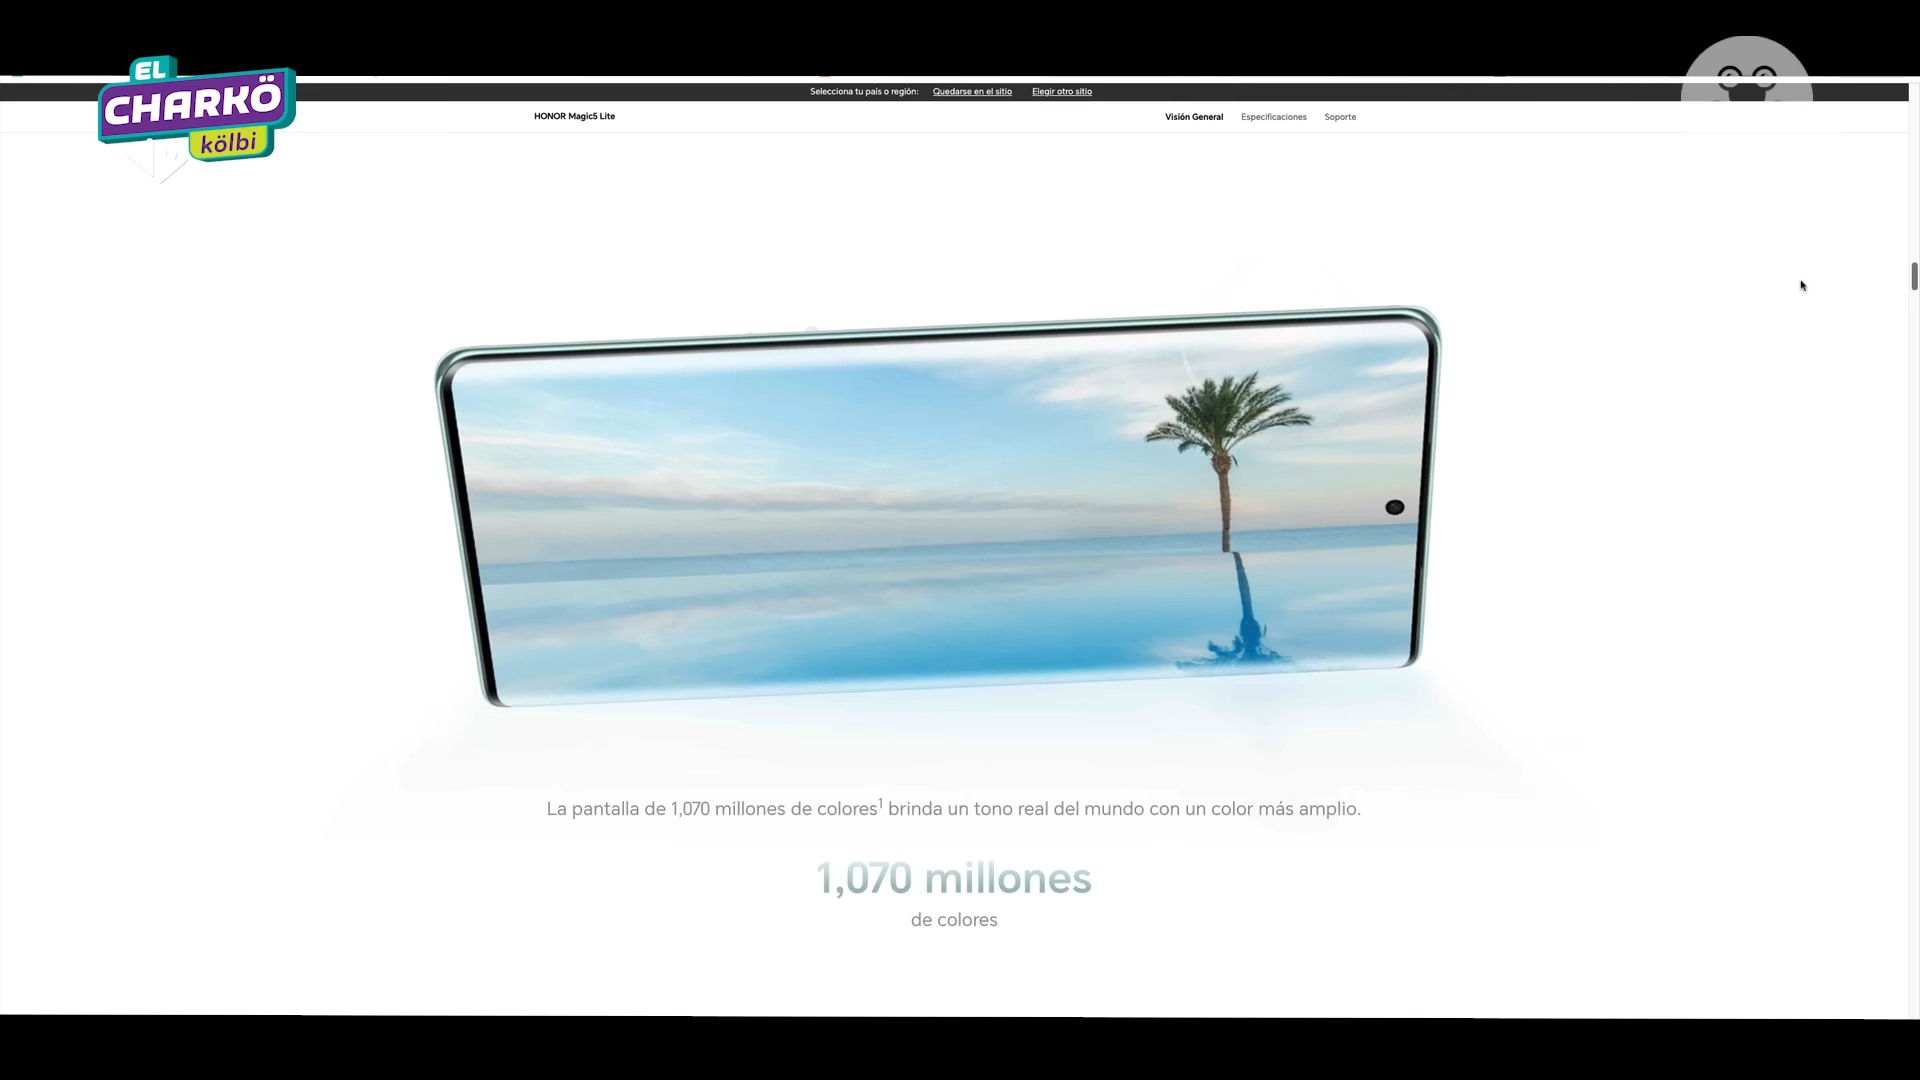 EL
CHARKÖ
kölbi
Selecciona tu país o región: Quedarse en el sitio Elegir otro sitio
HONOR Magic5 Lite Visión General Especificaciones Soporte
La pantalla de 1,070 millones de colores¹ brinda un tono real del mundo con un color más amplio.
1,070 millones
de colores